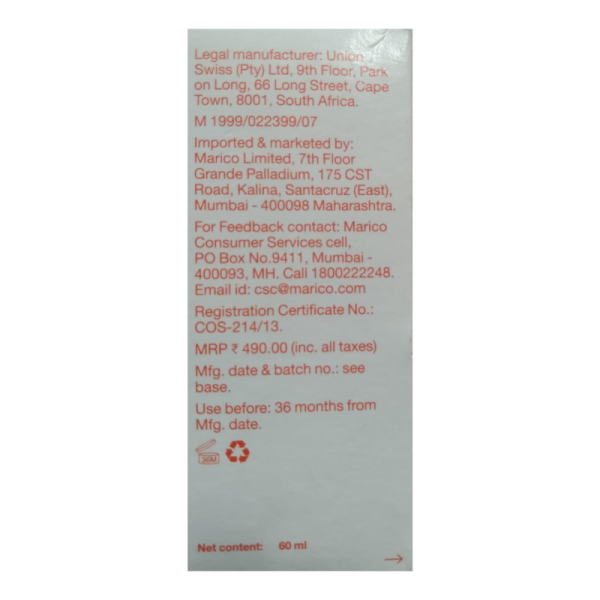 Legal manufacturer: Union
Swiss (Pty) Ltd, 9th Floor, Park
on Long, 66 Long Street, Cape
Town, 8001, South Africa.
M 1999/022399/07
Imported & marketed by:
Marico Limited, 7th Floor
Grande Palladium, 175 CST
Road, Kalina, Santacruz (East),
Mumbai - 400098 Maharashtra.
For Feedback contact: Marico
Consumer Services cell,
PO Box No.9411, Mumbai -
400093, MH. Call 1800222248.
Email id: csc@marico.com
Registration Certificate No.:
COS-214/13.
MRP ₹ 490.00 (inc. all taxes)
Mfg. date & batch no.: see
base.
Use before: 36 months from
Mfg. date.
36M
Net content: 60 ml